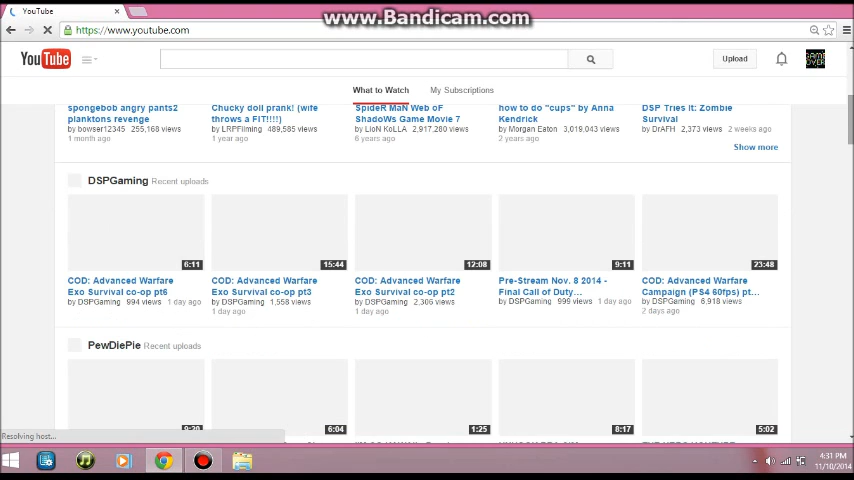 YouTube
www.Bandicam.com
https://www.youtube.com
YouTube
Upload
GAME OVER
What to Watch My Subscriptions
spongebob angry pants2 planktons revenge
by bowser12345 255,168 views
1 month ago
Chucky doll prank! (wife throws a FIT!!!!)
by LRPFilming 489,585 views
1 year ago
SpideR MaN Web oF ShadoWs Game Movie 7
by LioN KoLLA 2,917,280 views
6 years ago
how to do "cups" by Anna Kendrick
by Morgan Eaton 3,019,043 views
2 years ago
DSP Tries It: Zombie Survival
by DrAFH 2,373 views 2 weeks ago
Show more
DSPGaming Recent uploads
6:11
15:44
12:08
9:11
23:48
COD: Advanced Warfare Exo Survival co-op pt6
by DSPGaming 994 views 1 day ago
COD: Advanced Warfare Exo Survival co-op pt3
by DSPGaming 1,558 views
1 day ago
COD: Advanced Warfare Exo Survival co-op pt2
by DSPGaming 2,306 views
1 day ago
Pre-Stream Nov. 8 2014 - Final Call of Duty...
by DSPGaming 999 views 1 day ago
COD: Advanced Warfare Campaign (PS4 60fps) pt...
by DSPGaming 6,918 views
2 days ago
PewDiePie Recent uploads
6:04
1:25
8:17
5:02
Resolving host...
4:31 PM
11/10/2014